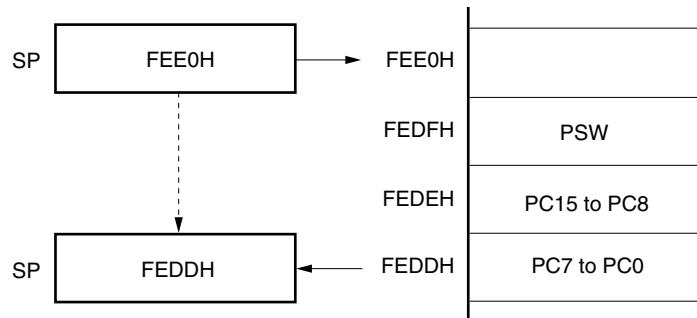 SP FEE0H FEE0H
FEDFH PSW
FEDEH PC15 to PC8
SP FEDDH FEDDH PC7 to PC0